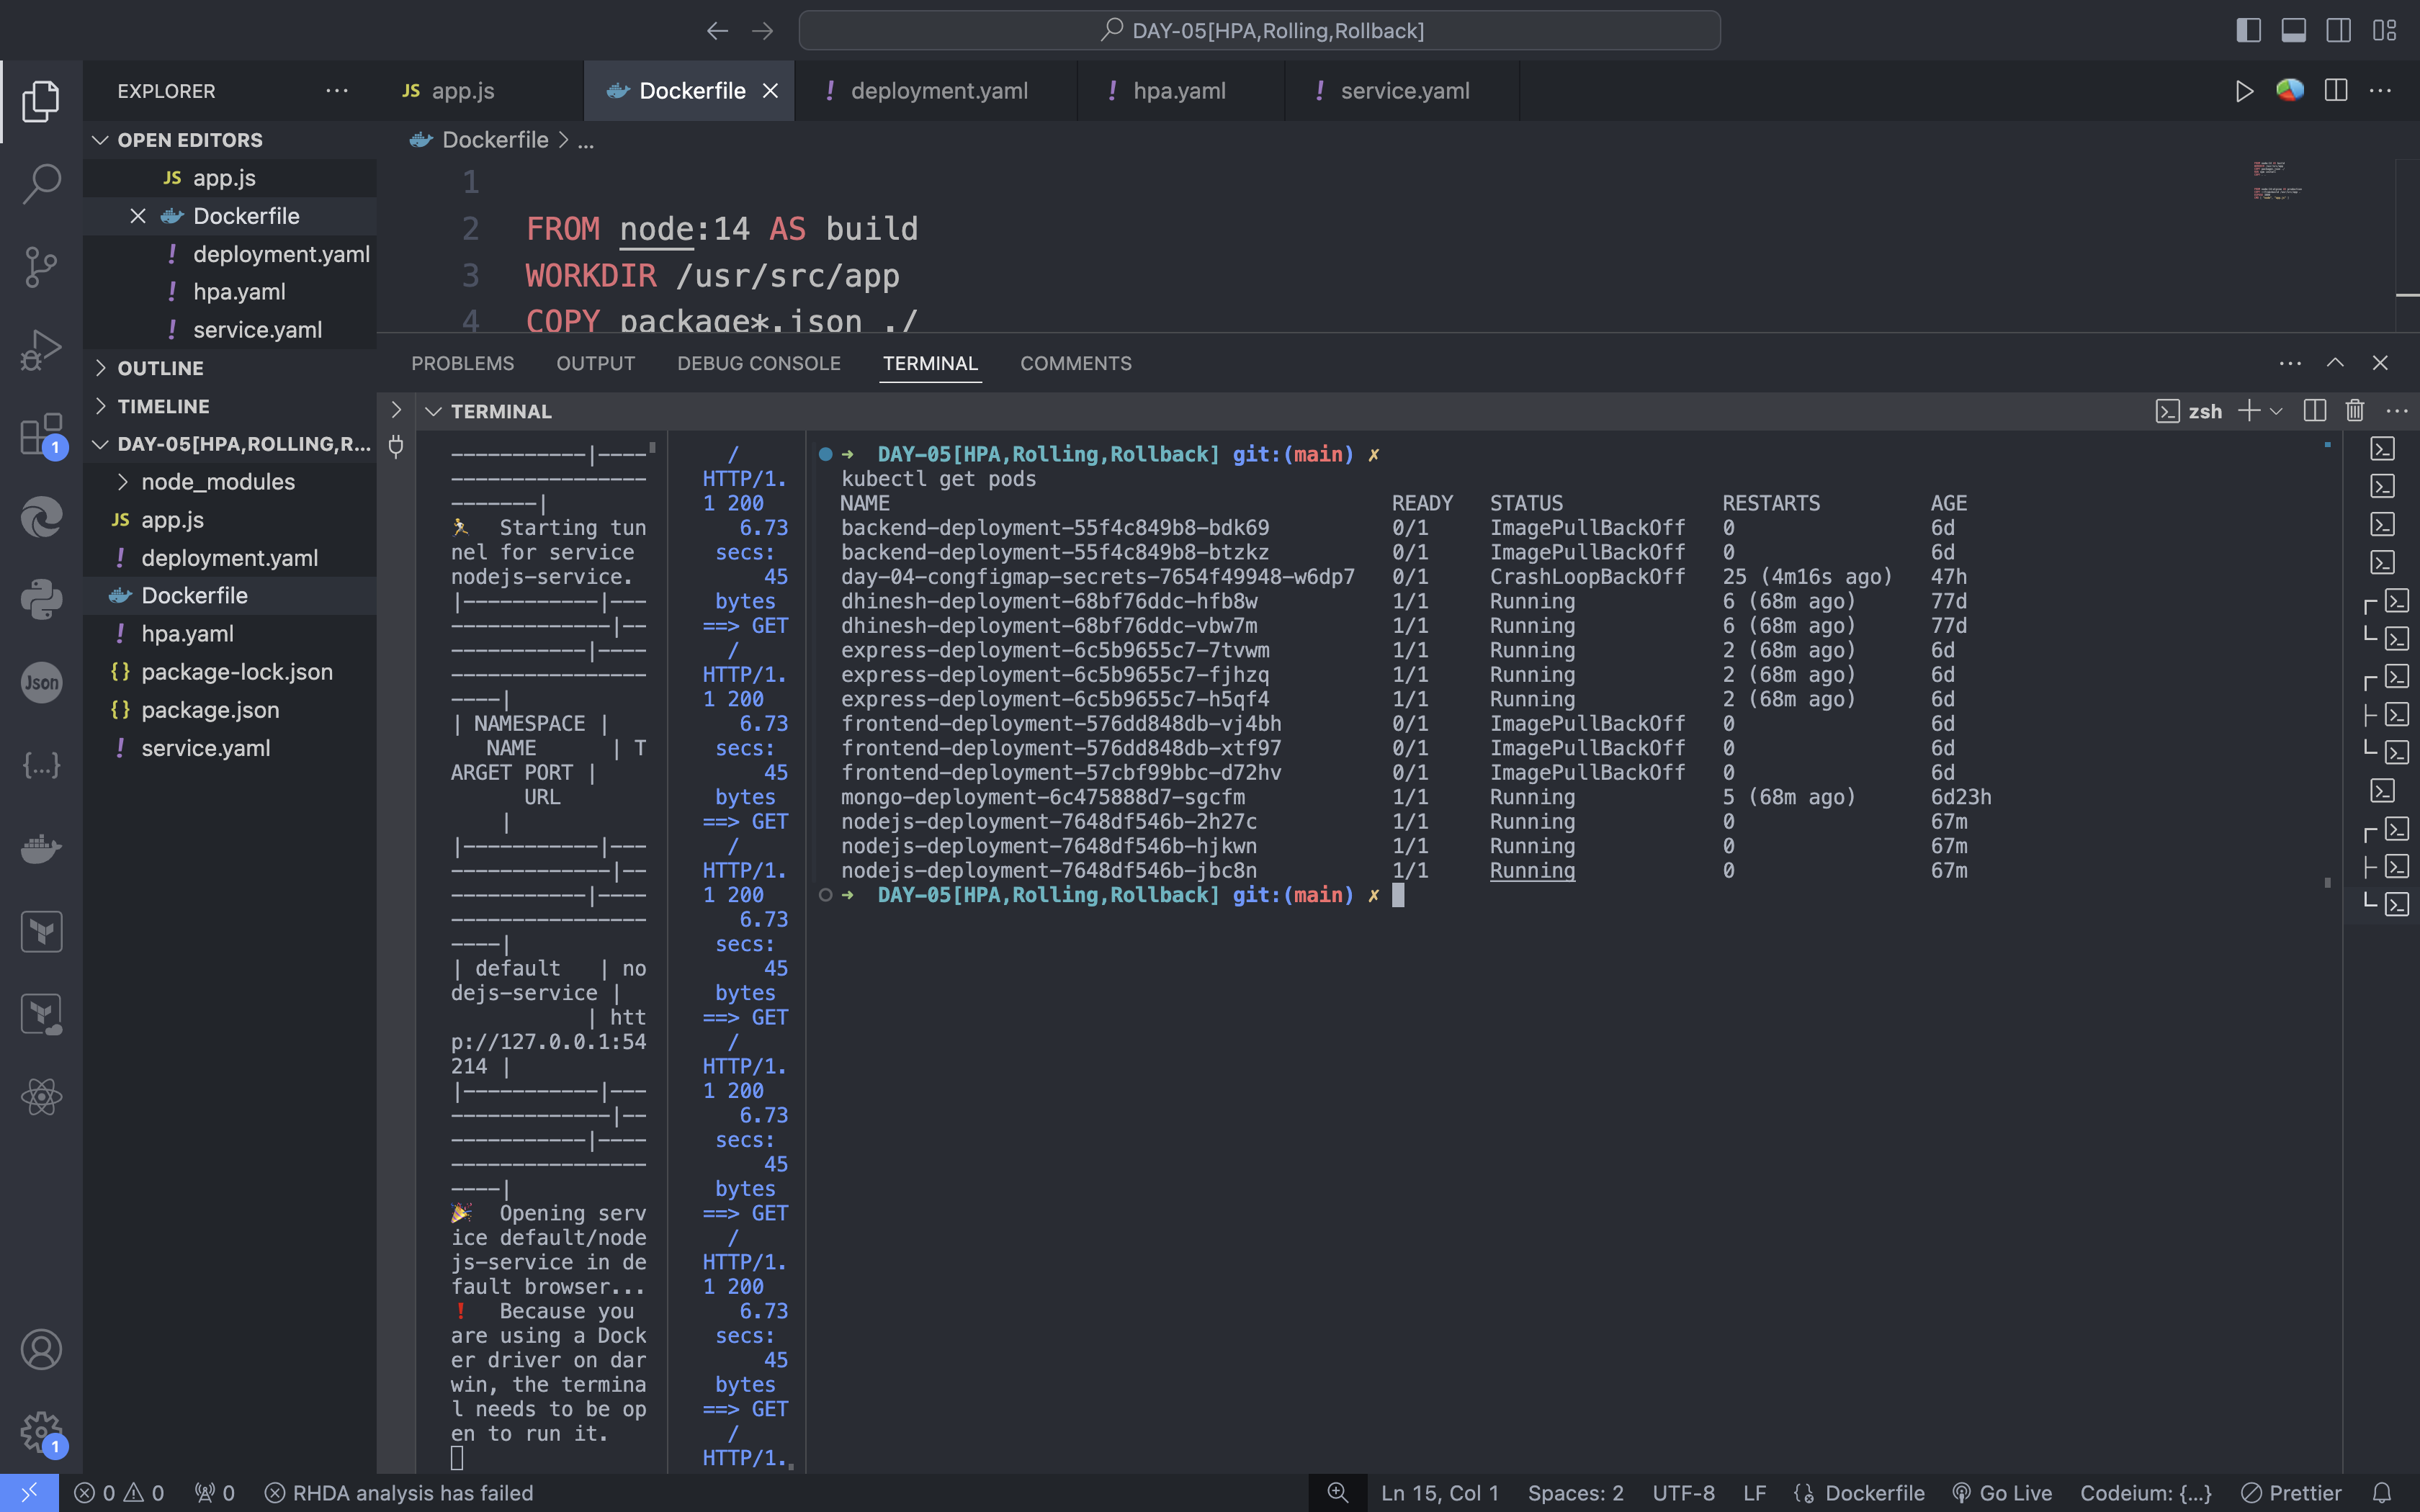 DAY-05[HPA,Rolling,Rollback]
EXPLORER
OPEN EDITORS
JS app.js
Dockerfile
! deployment.yaml
! hpa.yaml
! service.yaml
OUTLINE
TIMELINE
DAY-05[HPA,ROLLING,R...
node_modules
JS app.js
! deployment.yaml
Dockerfile
! hpa.yaml
{} package-lock.json
{} package.json
! service.yaml
1
Json
{...}
1
JS app.js
Dockerfile
! deployment.yaml
! hpa.yaml
! service.yaml
Dockerfile > ...
1
2 FROM node:14 AS build
3 WORKDIR /usr/src/app
4 COPY package*.json ./
PROBLEMS
OUTPUT
DEBUG CONSOLE
TERMINAL
COMMENTS
TERMINAL
zsh
-----------|----
----------------
-------|
🏃  Starting tun
nel for service
nodejs-service.
|-----------|---
-------------|--
-----------|----
----------------
----|
| NAMESPACE |
NAME | T
ARGET PORT |
URL
|
|-----------|---
-------------|--
-----------|----
----------------
----|
| default | no
dejs-service |
| htt
p://127.0.0.1:54
214 |
|-----------|---
-------------|--
-----------|----
----------------
----|
🎉  Opening serv
ice default/node
js-service in de
fault browser...
❗  Because you
are using a Dock
er driver on dar
win, the termina
l needs to be op
en to run it.
/
HTTP/1.
1 200
6.73
secs:
45
bytes
==> GET
/
HTTP/1.
1 200
6.73
secs:
45
bytes
==> GET
/
HTTP/1.
1 200
6.73
secs:
45
bytes
==> GET
/
HTTP/1.
1 200
6.73
secs:
45
bytes
==> GET
/
HTTP/1.
1 200
6.73
secs:
45
bytes
==> GET
/
HTTP/1.
➜  DAY-05[HPA,Rolling,Rollback] git:(main) ✗
kubectl get pods
NAME READY STATUS RESTARTS AGE
backend-deployment-55f4c849b8-bdk69 0/1 ImagePullBackOff 0 6d
backend-deployment-55f4c849b8-btzkz 0/1 ImagePullBackOff 0 6d
day-04-congfigmap-secrets-7654f49948-w6dp7 0/1 CrashLoopBackOff 25 (4m16s ago) 47h
dhinesh-deployment-68bf76ddc-hfb8w 1/1 Running 6 (68m ago) 77d
dhinesh-deployment-68bf76ddc-vbw7m 1/1 Running 6 (68m ago) 77d
express-deployment-6c5b9655c7-7tvwm 1/1 Running 2 (68m ago) 6d
express-deployment-6c5b9655c7-fjhzq 1/1 Running 2 (68m ago) 6d
express-deployment-6c5b9655c7-h5qf4 1/1 Running 2 (68m ago) 6d
frontend-deployment-576dd848db-vj4bh 0/1 ImagePullBackOff 0 6d
frontend-deployment-576dd848db-xtf97 0/1 ImagePullBackOff 0 6d
frontend-deployment-57cbf99bbc-d72hv 0/1 ImagePullBackOff 0 6d
mongo-deployment-6c475888d7-sgcfm 1/1 Running 5 (68m ago) 6d23h
nodejs-deployment-7648df546b-2h27c 1/1 Running 0 67m
nodejs-deployment-7648df546b-hjkwn 1/1 Running 0 67m
nodejs-deployment-7648df546b-jbc8n 1/1 Running 0 67m
➜  DAY-05[HPA,Rolling,Rollback] git:(main) ✗
0 0 0 RHDA analysis has failed
Ln 15, Col 1 Spaces: 2 UTF-8 LF Dockerfile Go Live Codeium: {...} Prettier